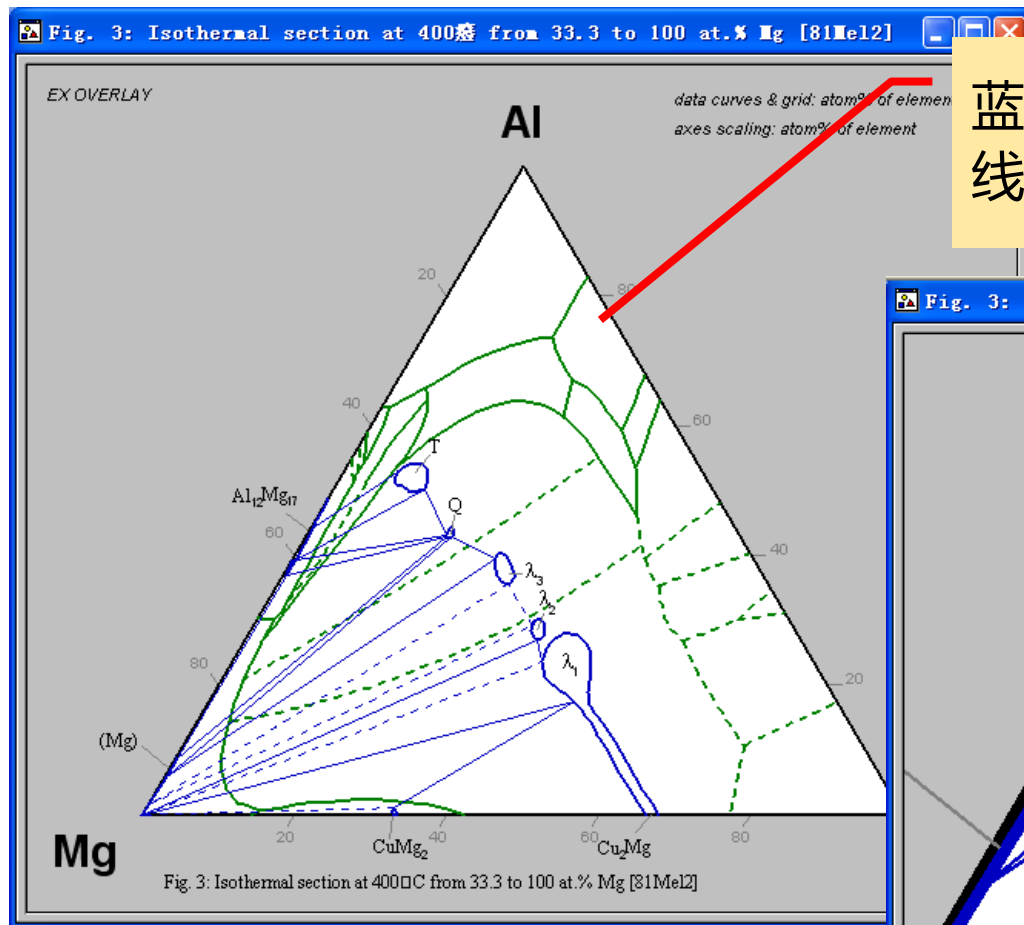 Fig. 3: Isothermal section at 400癈 from 33.3 to 100 at.% Mg [81Mel2]
EX OVERLAY
data curves & grid: atom% of elemen
axes scaling: atom% of element
蓝
线
Al
20
80
Fig. 3:
40
60
T
Al12Mg17
Q
60
40
λ3
λ2
80
λ1
20
(Mg)
Mg
20
CuMg2
40
60
Cu2Mg
80
Fig. 3: Isothermal section at 400□C from 33.3 to 100 at.% Mg [81Mel2]